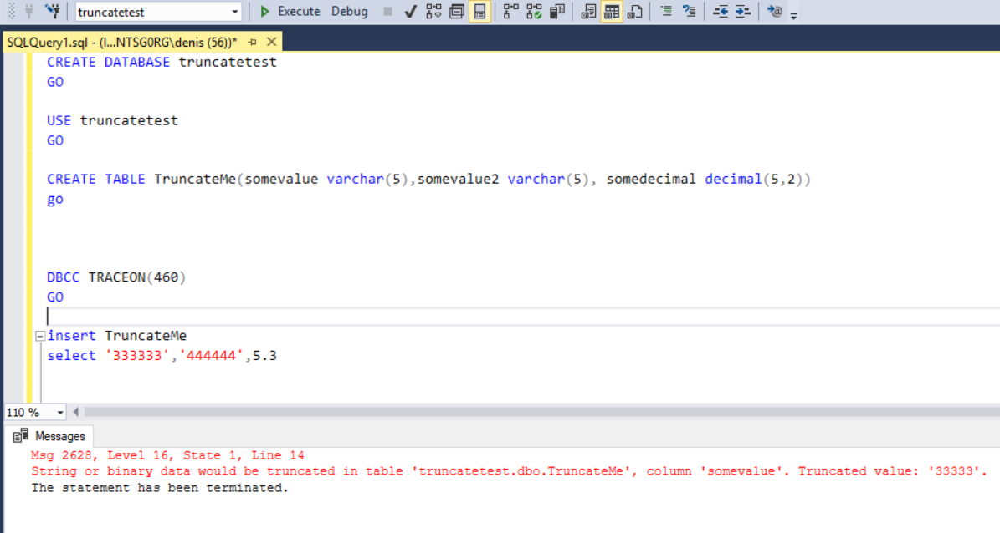 truncatetest
Execute Debug
SQLQuery1.sql - (l...NTSG0RG\denis (56))*
CREATE DATABASE truncatetest
GO
USE truncatetest
GO
CREATE TABLE TruncateMe(somevalue varchar(5),somevalue2 varchar(5), somedecimal decimal(5,2))
go
DBCC TRACEON(460)
GO
insert TruncateMe
select '333333','444444',5.3
110 %
Messages
Msg 2628, Level 16, State 1, Line 14
String or binary data would be truncated in table 'truncatetest.dbo.TruncateMe', column 'somevalue'. Truncated value: '33333'.
The statement has been terminated.